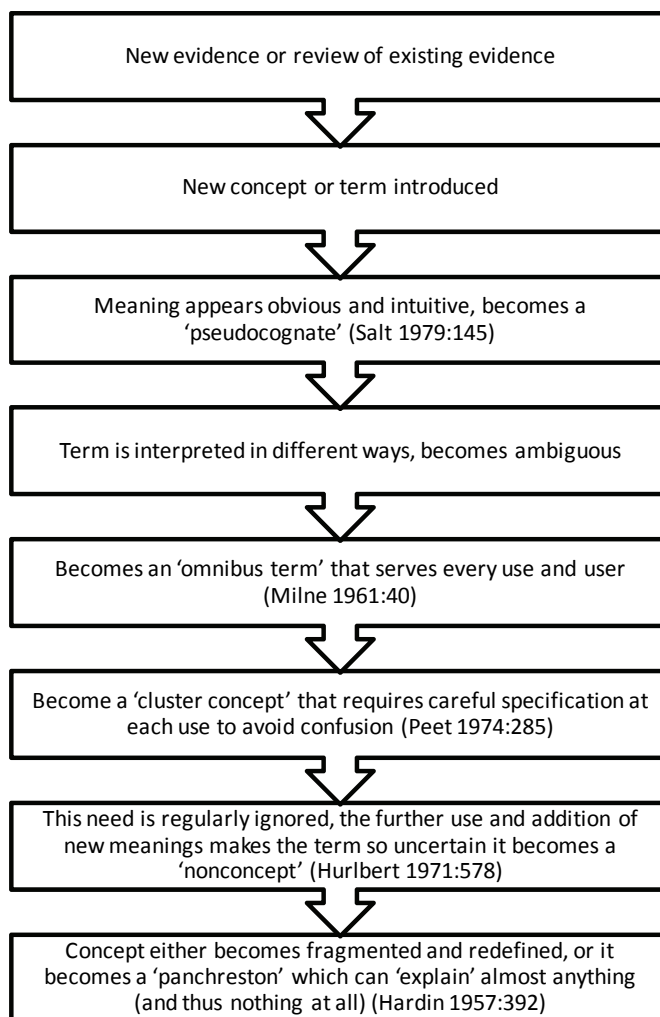 New evidence or review of existing evidence
New concept or term introduced
Meaning appears obvious and intuitive, becomes a
‘pseudocognate’ (Salt 1979:145)
Term is interpreted in different ways, becomes ambiguous
Becomes an ‘omnibus term’ that serves every use and user
(Milne 1961:40)
Become a ‘cluster concept’ that requires careful specification at
each use to avoid confusion (Peet 1974:285)
This need is regularly ignored, the further use and addition of
new meanings makes the term so uncertain it becomes a
‘nonconcept’ (Hurlbert 1971:578)
Concept either becomes fragmented and redefined, or it
becomes a ‘panchreston’ which can ‘explain’ almost anything
(and thus nothing at all) (Hardin 1957:392)